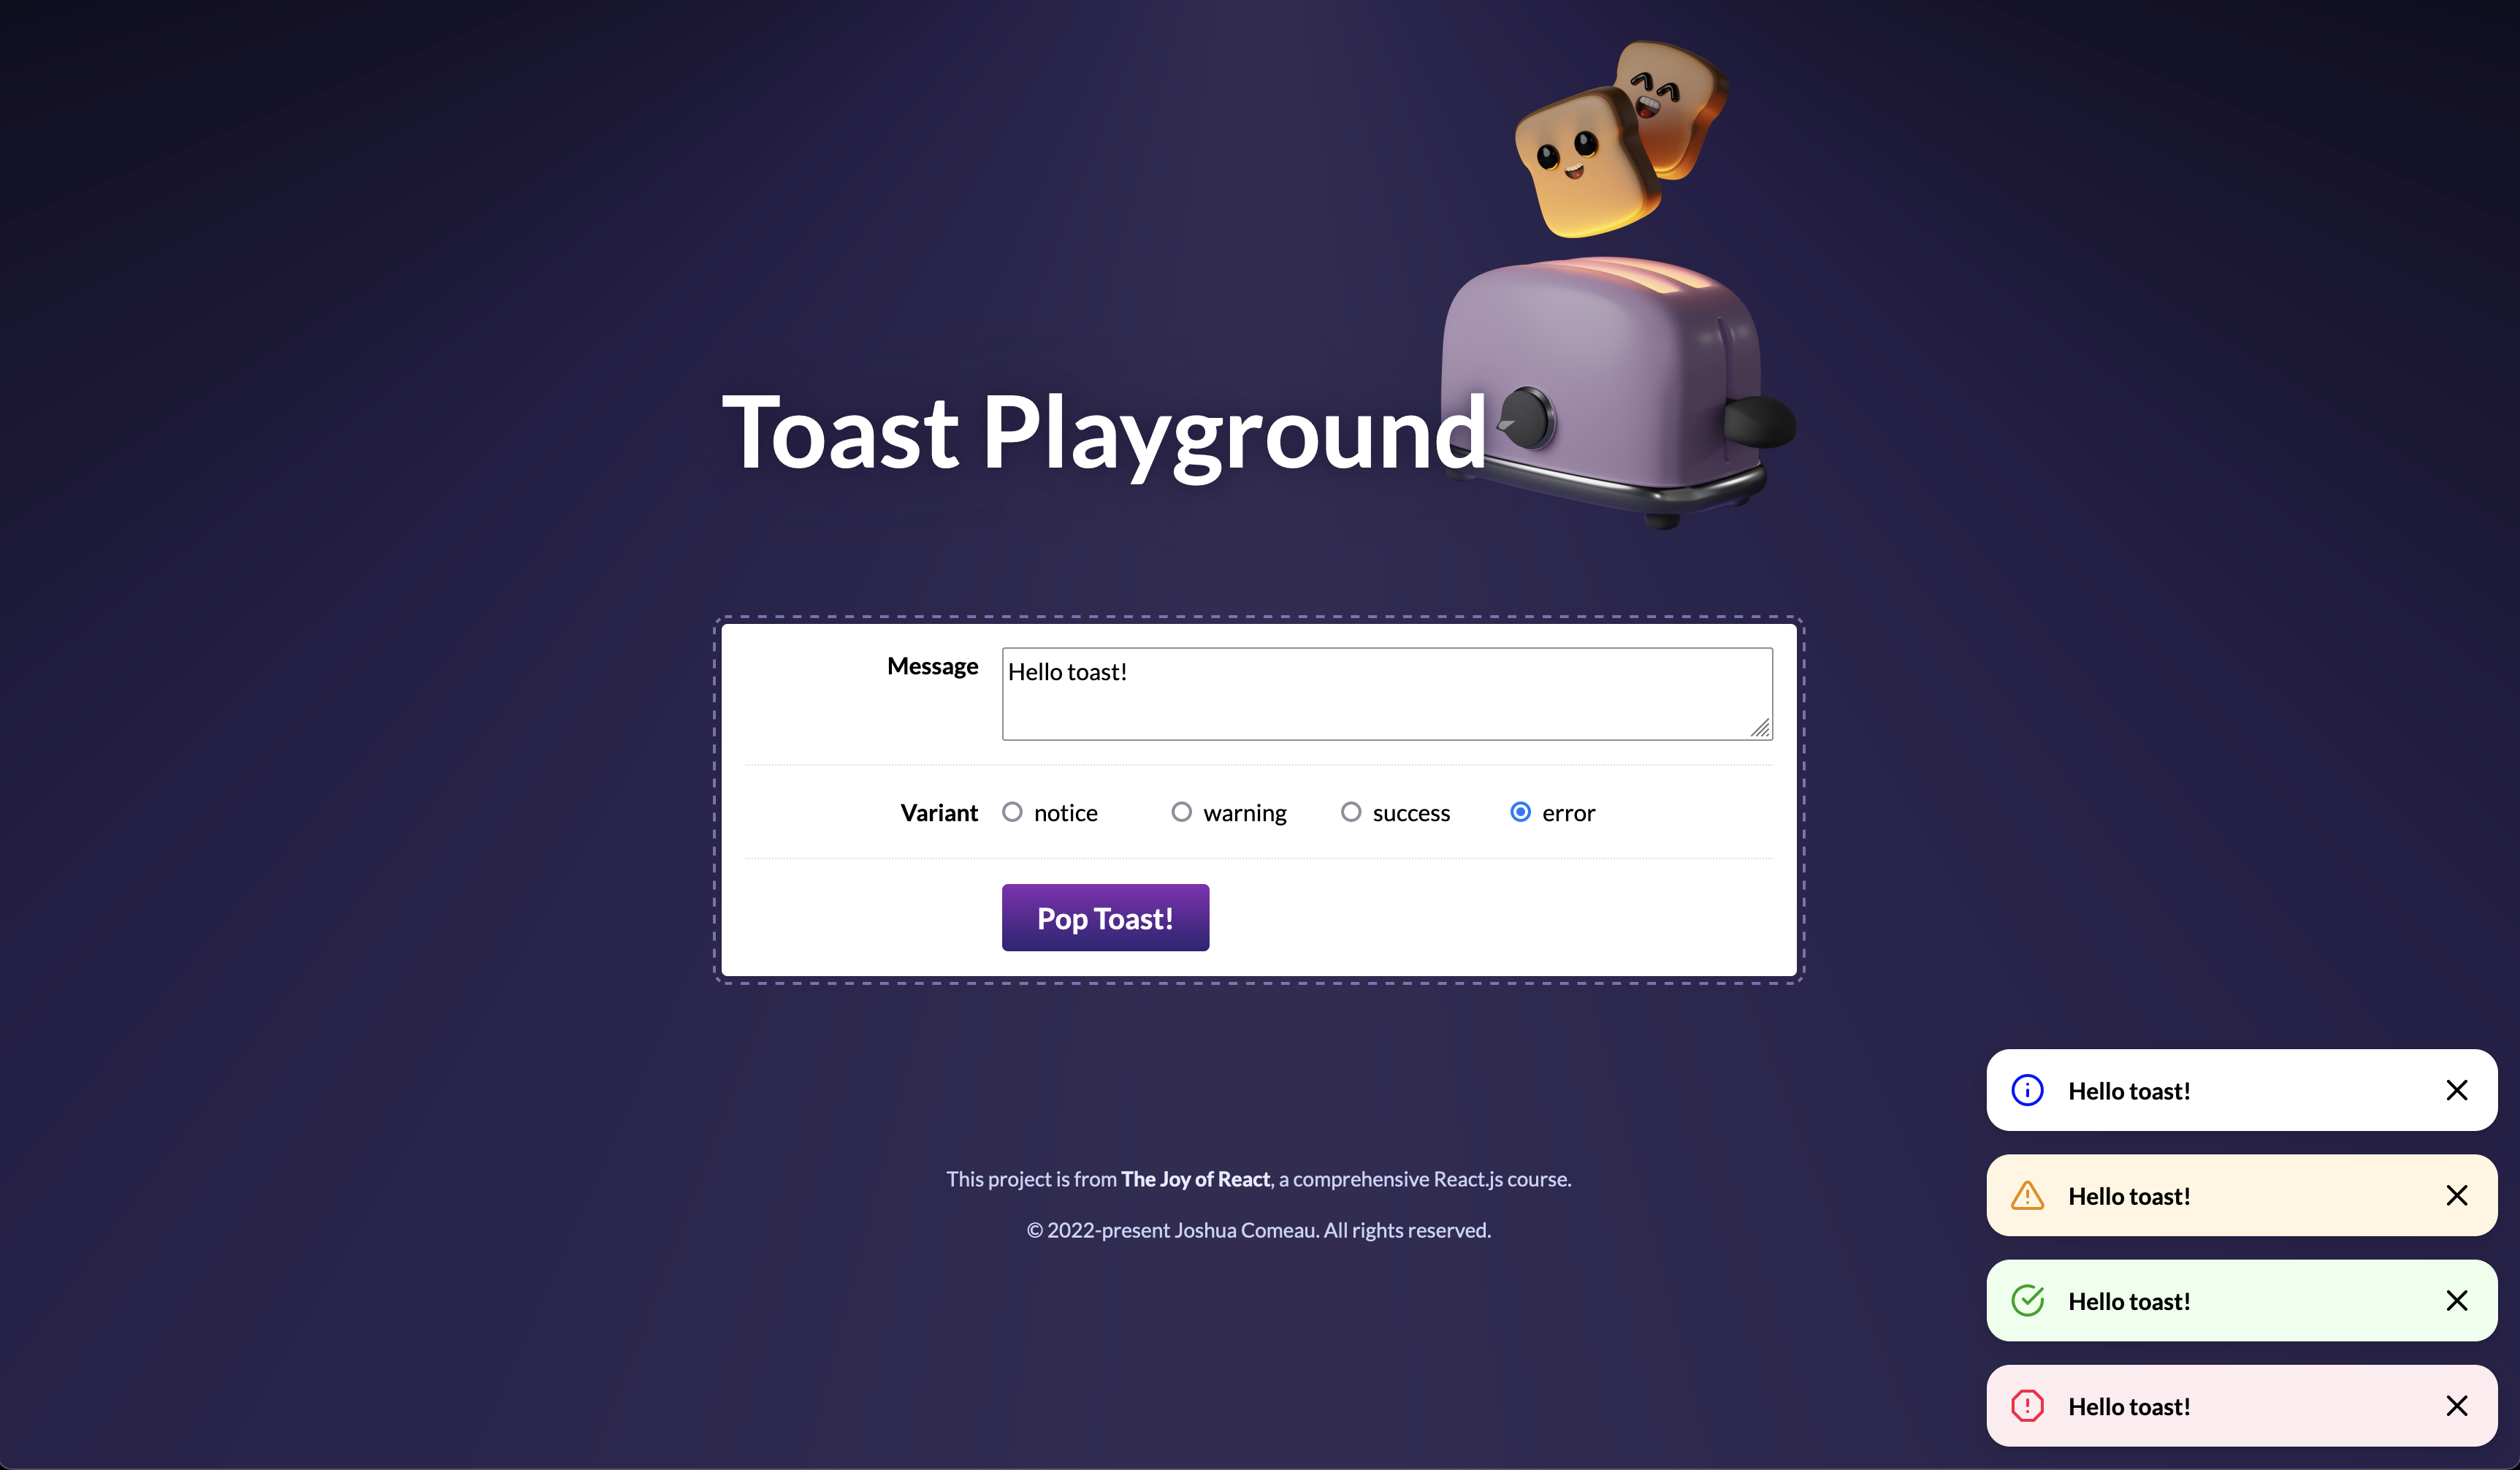 Toast Playground
Message
Hello toast!
Variant
notice
warning
success
error
Pop Toast!
This project is from The Joy of React, a comprehensive React.js course.
© 2022-present Joshua Comeau. All rights reserved.
Hello toast!
Hello toast!
Hello toast!
Hello toast!